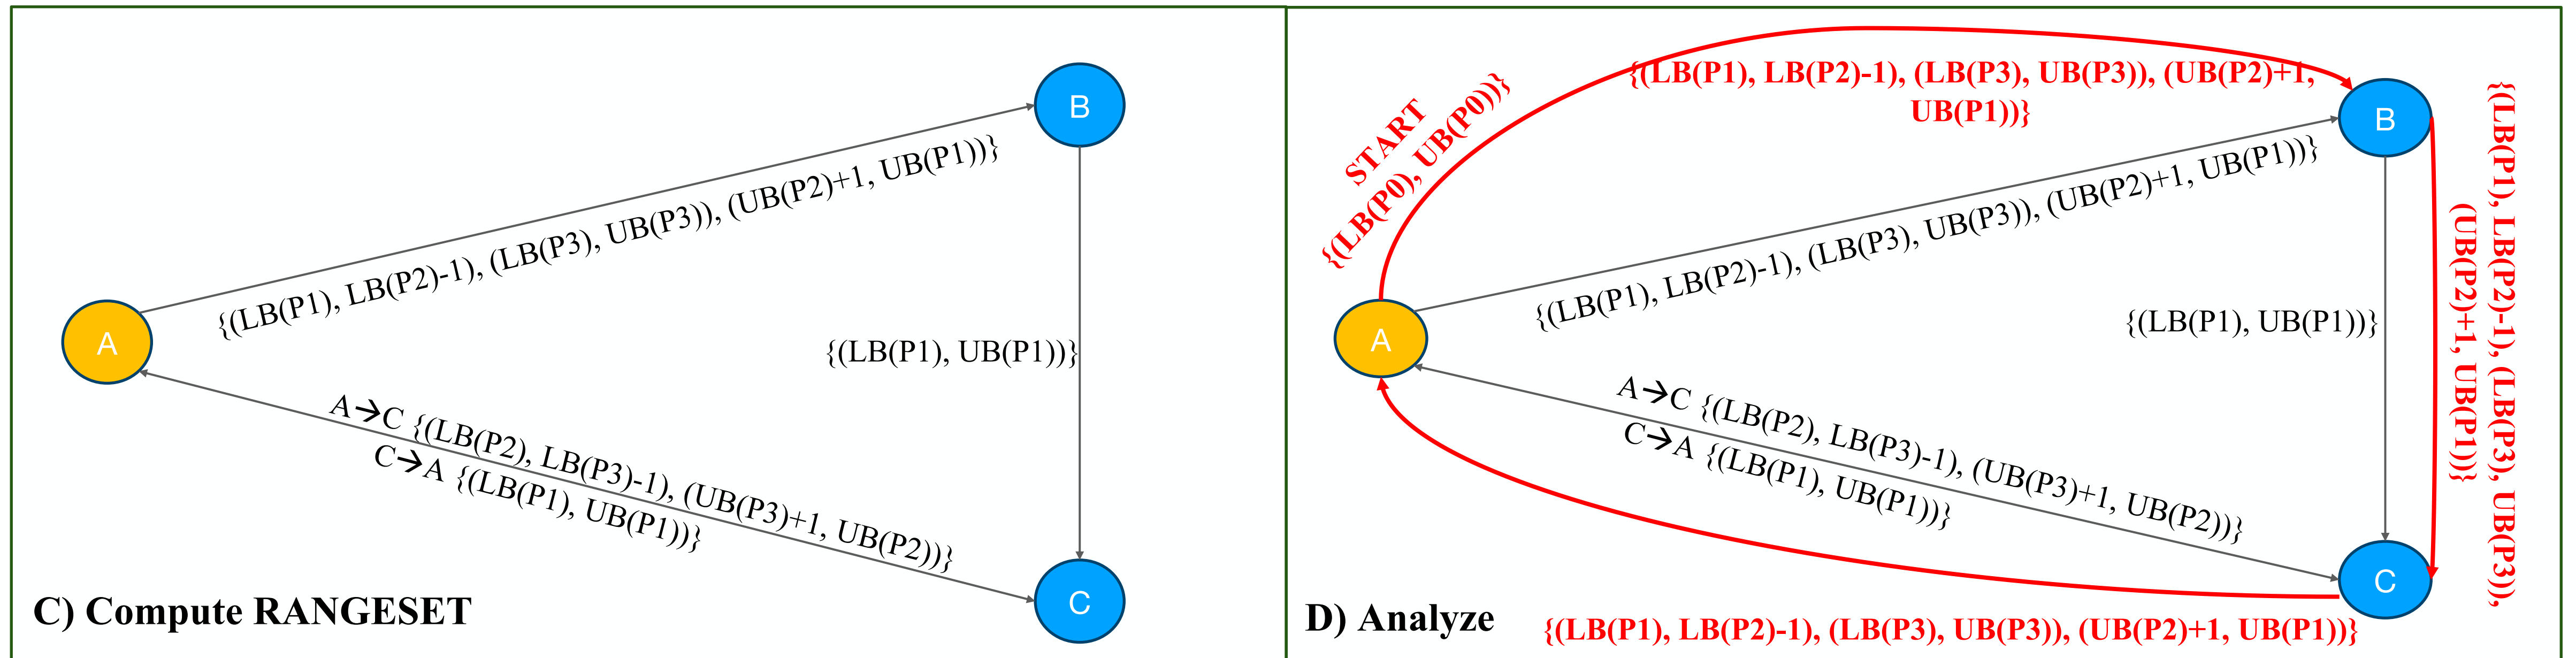 B
{(LB(P1), LB(P2)-1), (LB(P3), UB(P3)), (UB(P2)+1, UB(P1))}
A
{(LB(P1), UB(P1))}
A→C {(LB(P2), LB(P3)-1), (UB(P3)+1, UB(P2))}
C→A {(LB(P1), UB(P1))}
C
C) Compute RANGESET
START
{(LB(P0), UB(P0))}
{(LB(P1), LB(P2)-1), (LB(P3), UB(P3)), (UB(P2)+1,
UB(P1))}
B
{(LB(P1), LB(P2)-1), (LB(P3), UB(P3)), (UB(P2)+1, UB(P1))}
{(LB(P1), LB(P2)-1), (LB(P3), UB(P3)),
(UB(P2)+1, UB(P1))}
A
{(LB(P1), UB(P1))}
A→C {(LB(P2), LB(P3)-1), (UB(P3)+1, UB(P2))}
C→A {(LB(P1), UB(P1))}
C
D) Analyze
{(LB(P1), LB(P2)-1), (LB(P3), UB(P3)), (UB(P2)+1, UB(P1))}